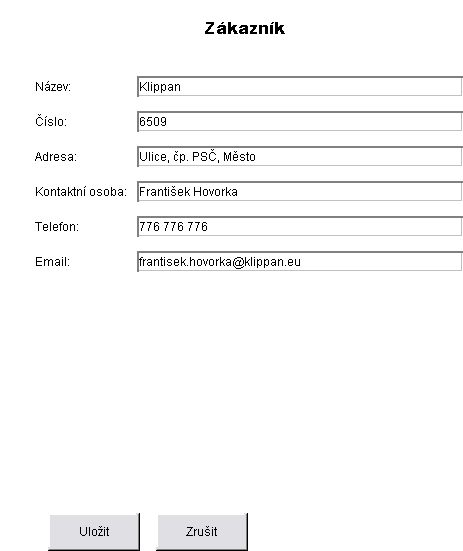 Zákazník
Název: Klippan
Číslo: 6509
Adresa: Ulice, čp. PSČ, Město
Kontaktní osoba: František Hovorka
Telefon: 776 776 776
Email: frantisek.hovorka@klippan.eu
Uložit Zrušit